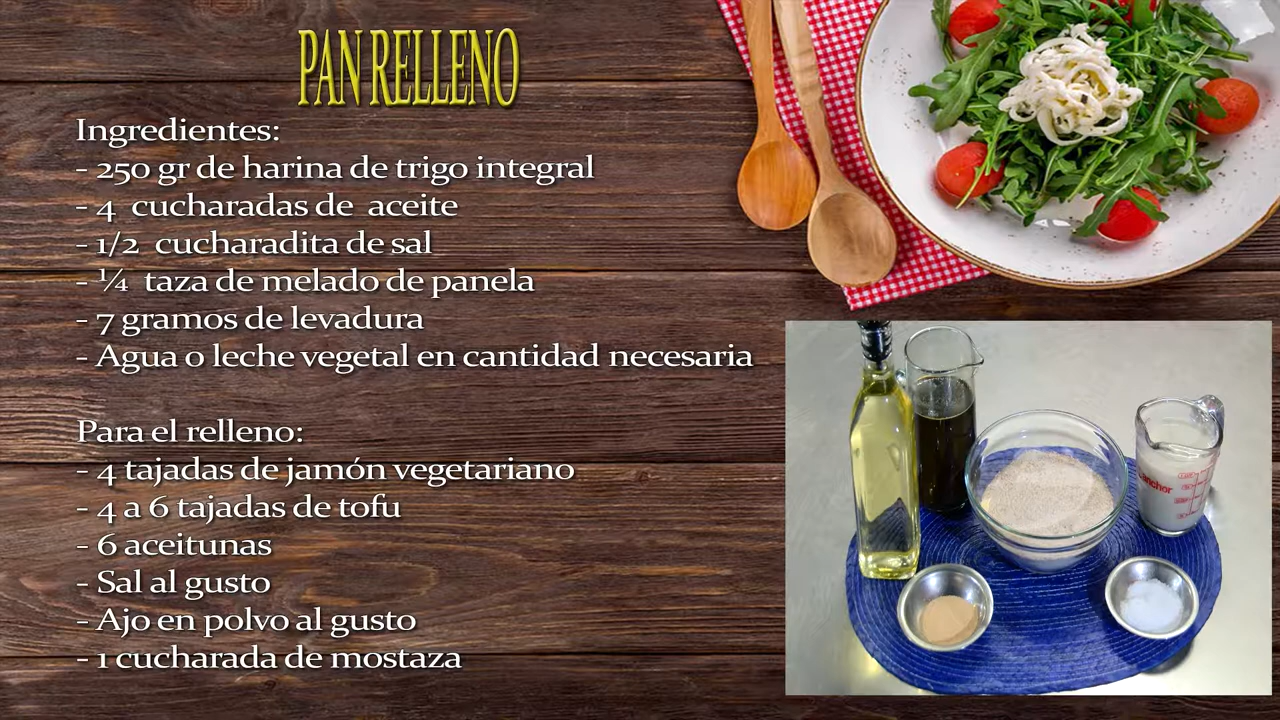 PAN RELLENO
Ingredientes:
- 250 gr de harina de trigo integral
- 4 cucharadas de aceite
- 1/2 cucharadita de sal
- ¼ taza de melado de panela
- 7 gramos de levadura
- Agua o leche vegetal en cantidad necesaria
Para el relleno:
- 4 tajadas de jamón vegetariano
- 4 a 6 tajadas de tofu
- 6 aceitunas
- Sal al gusto
- Ajo en polvo al gusto
- 1 cucharada de mostaza